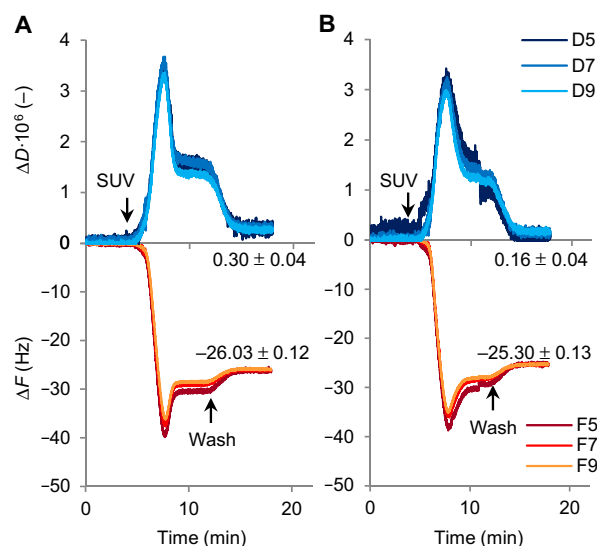 A
B
4
3
2
1
0
ΔD·10⁶ (–)
SUV
0.30 ± 0.04
4
3
2
1
0
SUV
0.16 ± 0.04
D5
D7
D9
−10
−20
−30
−40
−50
ΔF (Hz)
−26.03 ± 0.12
Wash
0
10
20
Time (min)
−10
−20
−30
−40
−50
−25.30 ± 0.13
Wash
F5
F7
F9
0
10
20
Time (min)